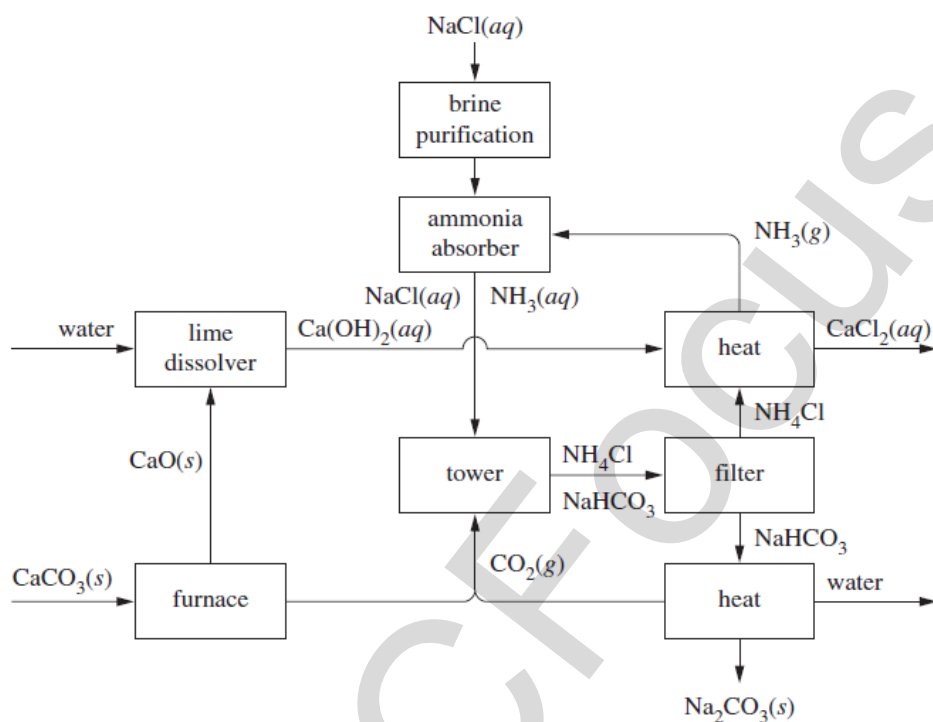 NaCl(aq)
brine
purification
ammonia
absorber
NH₃(g)
NaCl(aq) NH₃(aq)
water
lime
dissolver
Ca(OH)₂(aq)
heat
CaCl₂(aq)
NH₄Cl
CaO(s)
tower
NH₄Cl
NaHCO₃
filter
NaHCO₃
CaCO₃(s)
furnace
CO₂(g)
heat
water
Na₂CO₃(s)
CFocus